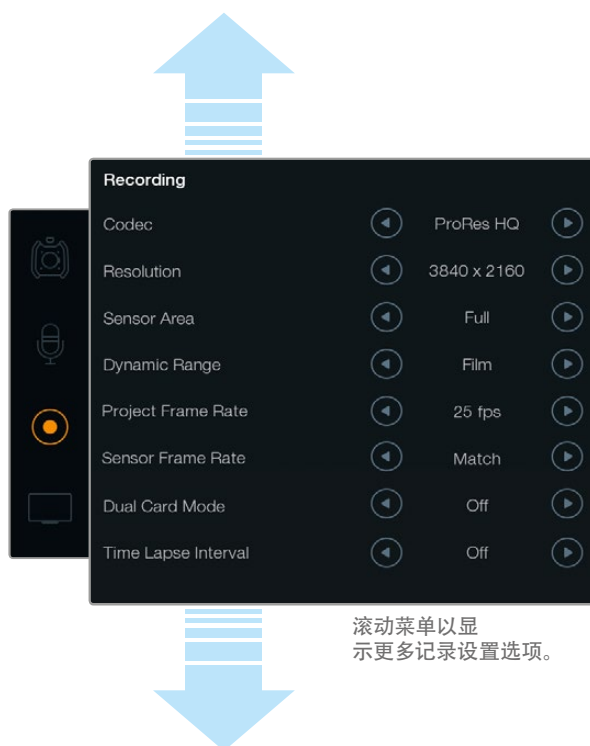 Recording
Codec ProRes HQ
Resolution 3840 x 2160
Sensor Area Full
Dynamic Range Film
Project Frame Rate 25 fps
Sensor Frame Rate Match
Dual Card Mode Off
Time Lapse Interval Off
滚动菜单以显
示更多记录设置选项。